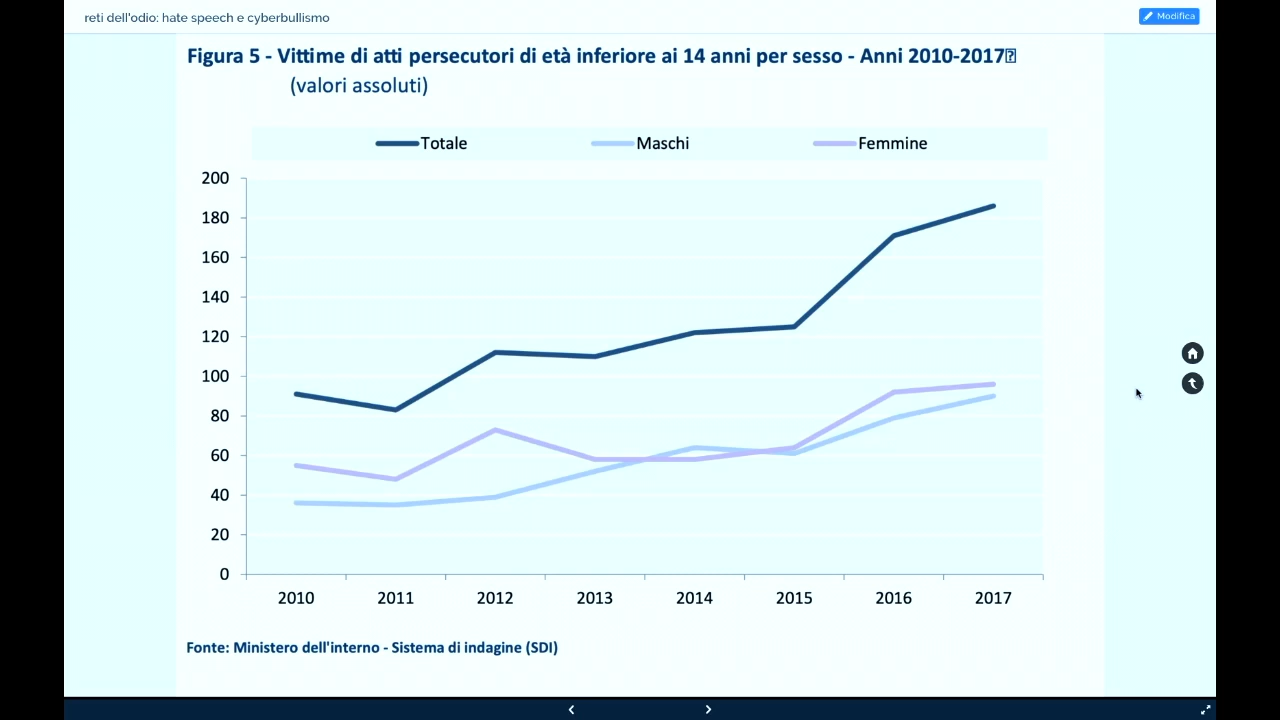 reti dell'odio: hate speech e cyberbullismo
Modifica
Figura 5 - Vittime di atti persecutori di età inferiore ai 14 anni per sesso - Anni 2010-2017
(valori assoluti)
Totale Maschi Femmine
200
180
160
140
120
100
80
60
40
20
0
2010 2011 2012 2013 2014 2015 2016 2017
Fonte: Ministero dell'interno - Sistema di indagine (SDI)